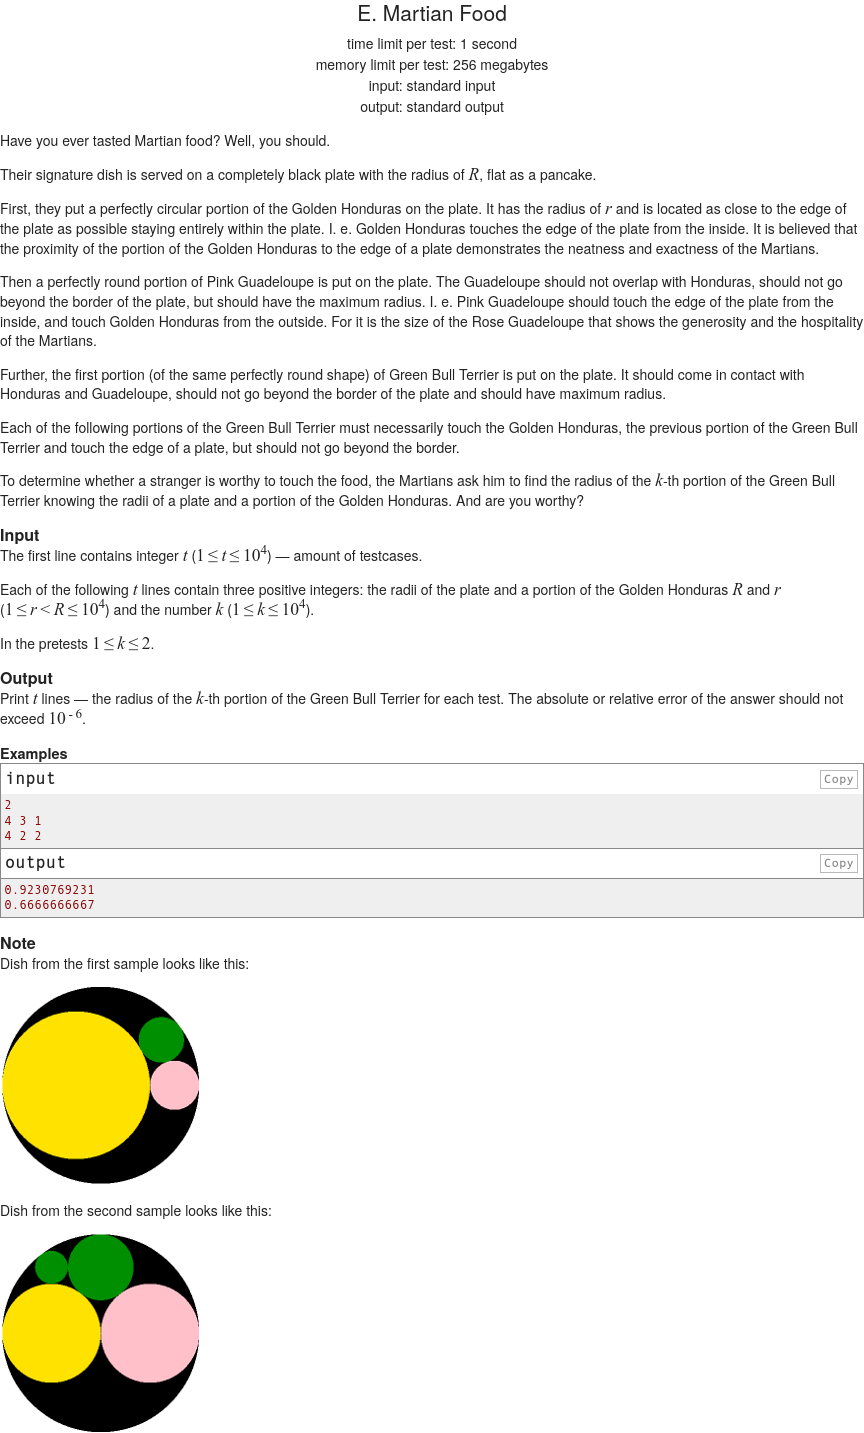 E. Martian Food
time limit per test: 1 second
memory limit per test: 256 megabytes
input: standard input
output: standard output
Have you ever tasted Martian food? Well, you should.
Their signature dish is served on a completely black plate with the radius of R, flat as a pancake.
First, they put a perfectly circular portion of the Golden Honduras on the plate. It has the radius of r and is located as close to the edge of
the plate as possible staying entirely within the plate. I. e. Golden Honduras touches the edge of the plate from the inside. It is believed that
the proximity of the portion of the Golden Honduras to the edge of a plate demonstrates the neatness and exactness of the Martians.
Then a perfectly round portion of Pink Guadeloupe is put on the plate. The Guadeloupe should not overlap with Honduras, should not go
beyond the border of the plate, but should have the maximum radius. I. e. Pink Guadeloupe should touch the edge of the plate from the
inside, and touch Golden Honduras from the outside. For it is the size of the Rose Guadeloupe that shows the generosity and the hospitality
of the Martians.
Further, the first portion (of the same perfectly round shape) of Green Bull Terrier is put on the plate. It should come in contact with
Honduras and Guadeloupe, should not go beyond the border of the plate and should have maximum radius.
Each of the following portions of the Green Bull Terrier must necessarily touch the Golden Honduras, the previous portion of the Green Bull
Terrier and touch the edge of a plate, but should not go beyond the border.
To determine whether a stranger is worthy to touch the food, the Martians ask him to find the radius of the k-th portion of the Green Bull
Terrier knowing the radii of a plate and a portion of the Golden Honduras. And are you worthy?
Input
The first line contains integer t (1 ≤ t ≤ 10^4) — amount of testcases.
Each of the following t lines contain three positive integers: the radii of the plate and a portion of the Golden Honduras R and r
(1 ≤ r < R ≤ 10^4) and the number k (1 ≤ k ≤ 10^4).
In the pretests 1 ≤ k ≤ 2.
Output
Print t lines — the radius of the k-th portion of the Green Bull Terrier for each test. The absolute or relative error of the answer should not
exceed 10^-6.
Examples
input Copy
2
4 3 1
4 2 2
output Copy
0.9230769231
0.6666666667
Note
Dish from the first sample looks like this:
Dish from the second sample looks like this: